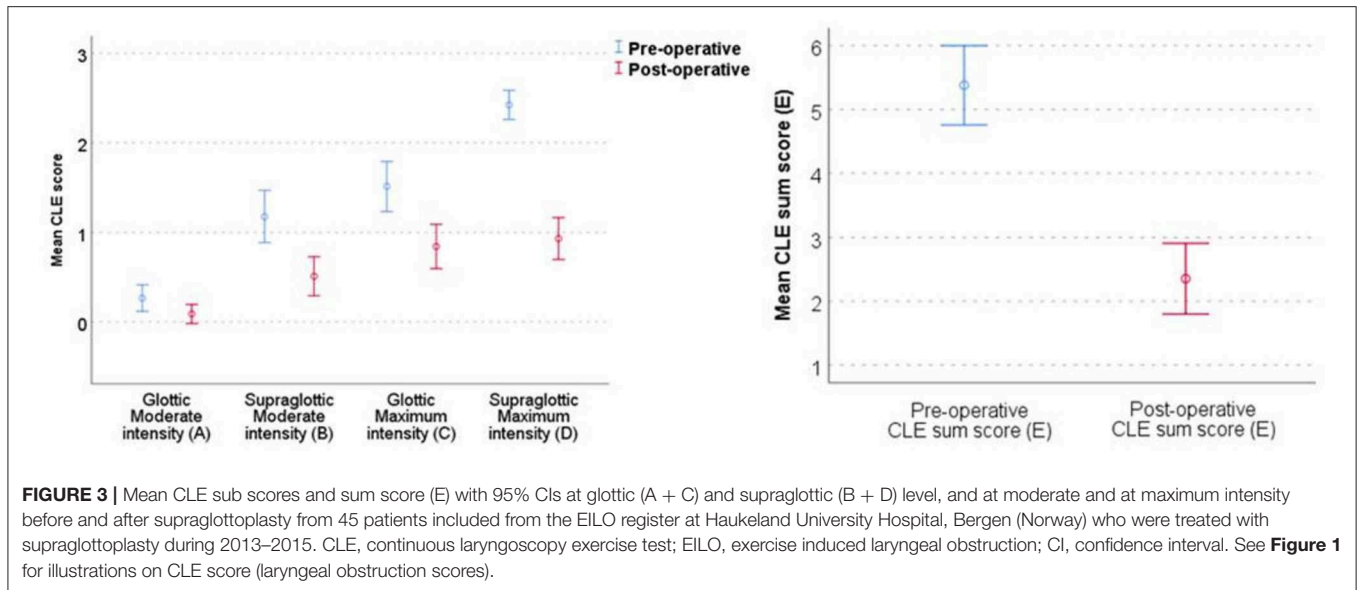 3
2
1
0
Mean CLE score
Glottic
Moderate
intensity (A)
Supraglottic
Moderate
intensity (B)
Glottic
Maximum
intensity (C)
Supraglottic
Maximum
intensity (D)
Pre-operative
Post-operative
6
5
4
3
2
1
Mean CLE sum score (E)
Pre-operative
CLE sum score (E)
Post-operative
CLE sum score (E)
FIGURE 3 | Mean CLE sub scores and sum score (E) with 95% CIs at glottic (A + C) and supraglottic (B + D) level, and at moderate and at maximum intensity
before and after supraglottoplasty from 45 patients included from the EILO register at Haukeland University Hospital, Bergen (Norway) who were treated with
supraglottoplasty during 2013–2015. CLE, continuous laryngoscopy exercise test; EILO, exercise induced laryngeal obstruction; CI, confidence interval. See Figure 1
for illustrations on CLE score (laryngeal obstruction scores).